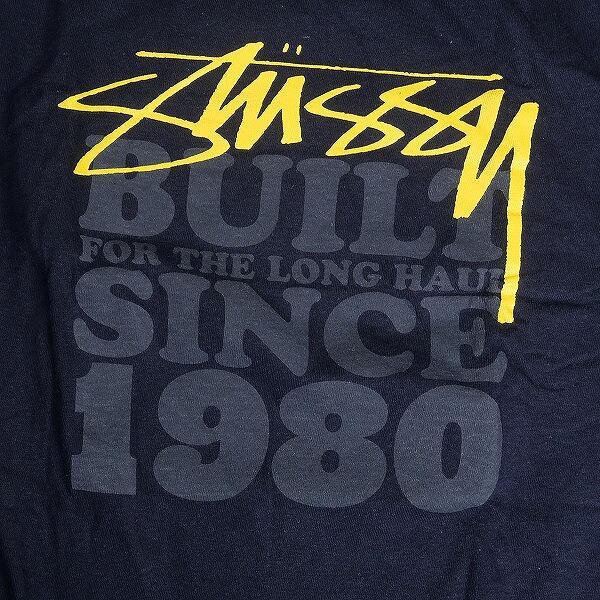 Stüssy
BUILT
FOR THE LONG HAUL
SINCE
1980